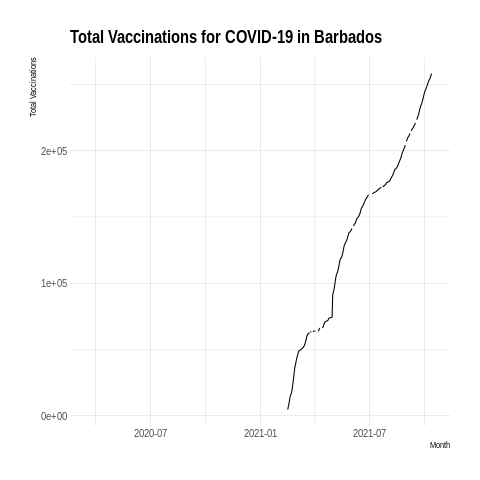 Total Vaccinations for COVID-19 in Barbados
Total Vaccinations
2e+05
1e+05
0e+00
2020-07
2021-01
2021-07
Month